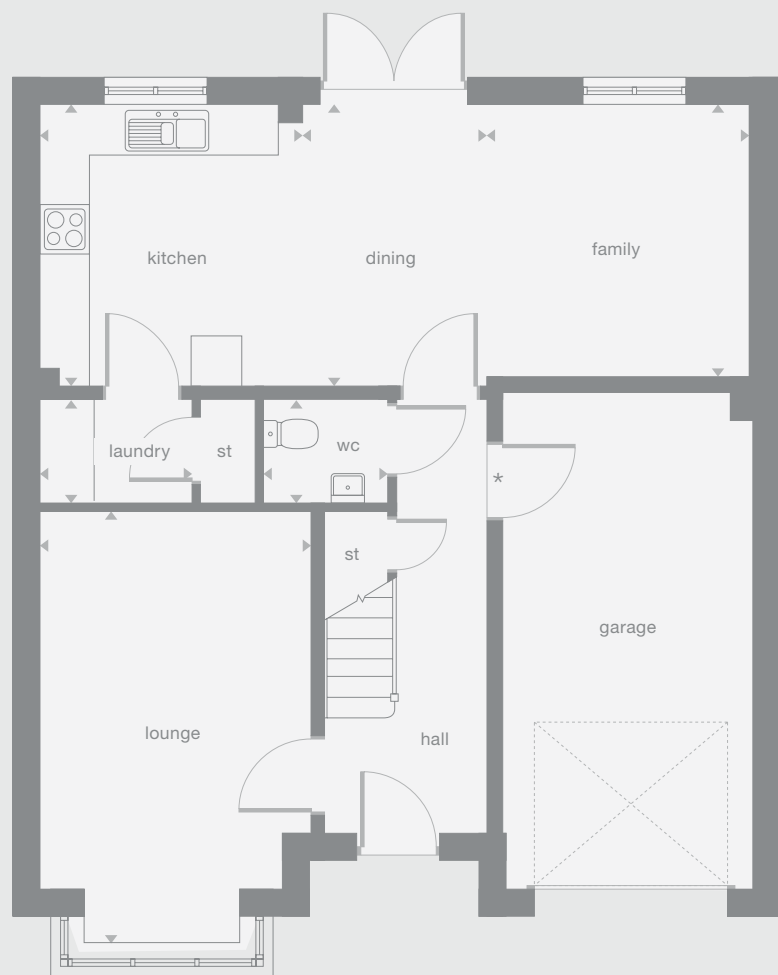 kitchen
dining
family
laundry
st
wc
*
st
garage
lounge
hall